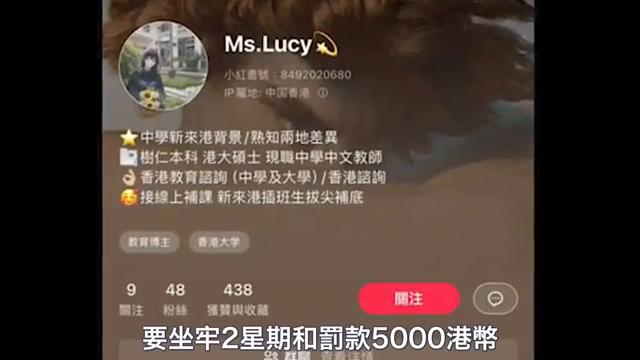 Ms.Lucy💫
小紅書號：8492020680
IP屬地：中国香港
⭐中學新來港背景/熟知兩地差異
樹仁本科 港大碩士 現職中學中文教師
👌香港教育諮詢(中學及大學)/香港諮詢
🥰接線上補課 新來港插班生拔尖補底
教育博主 香港大学
9 48 438
關注 粉絲 獲贊與收藏
關注
要坐牢2星期和罰款5000港幣